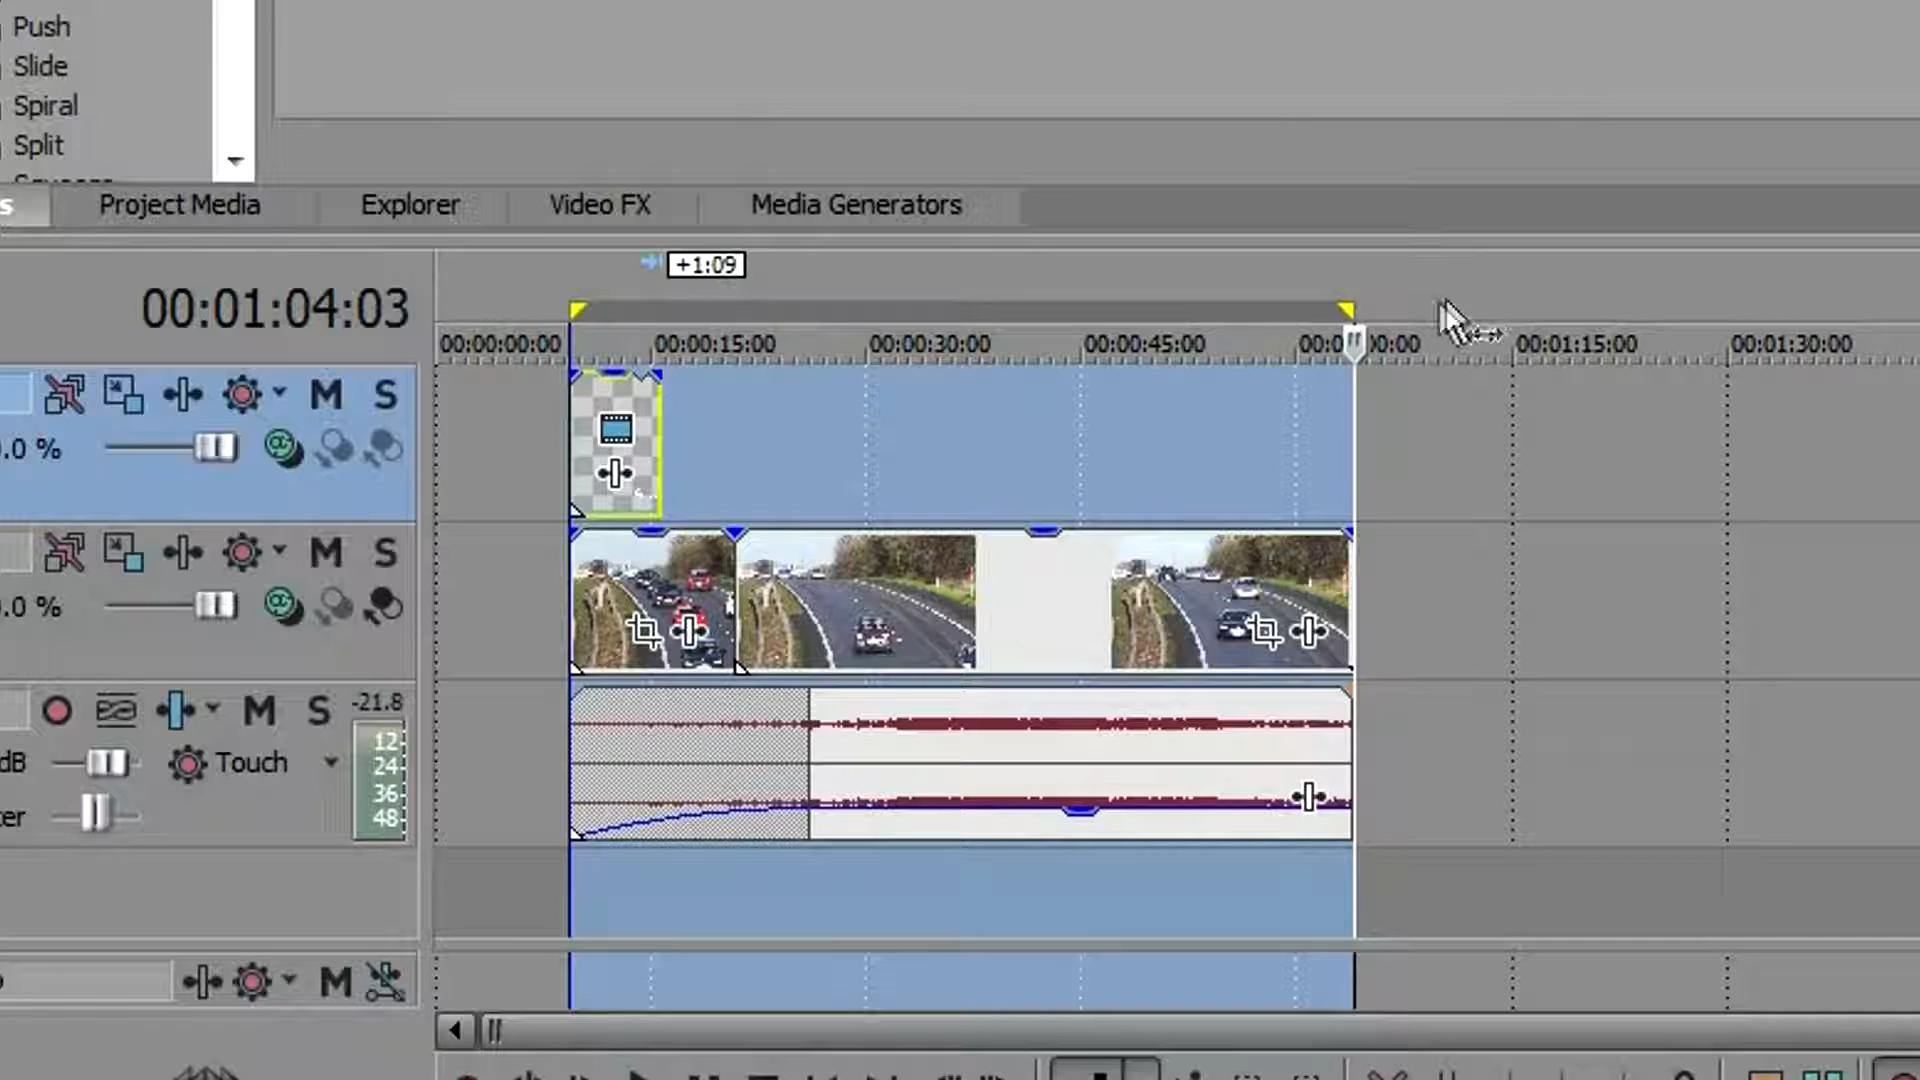 Push
Slide
Spiral
Split
s Project Media Explorer Video FX Media Generators
+1:09
00:01:04:03
00:00:00:00 00:00:15:00 00:00:30:00 00:00:45:00 00:01:15:00 00:01:30:00
M S
.0 %
M S
.0 %
M S -21.8
12
dB Touch 24
36
er 48
M